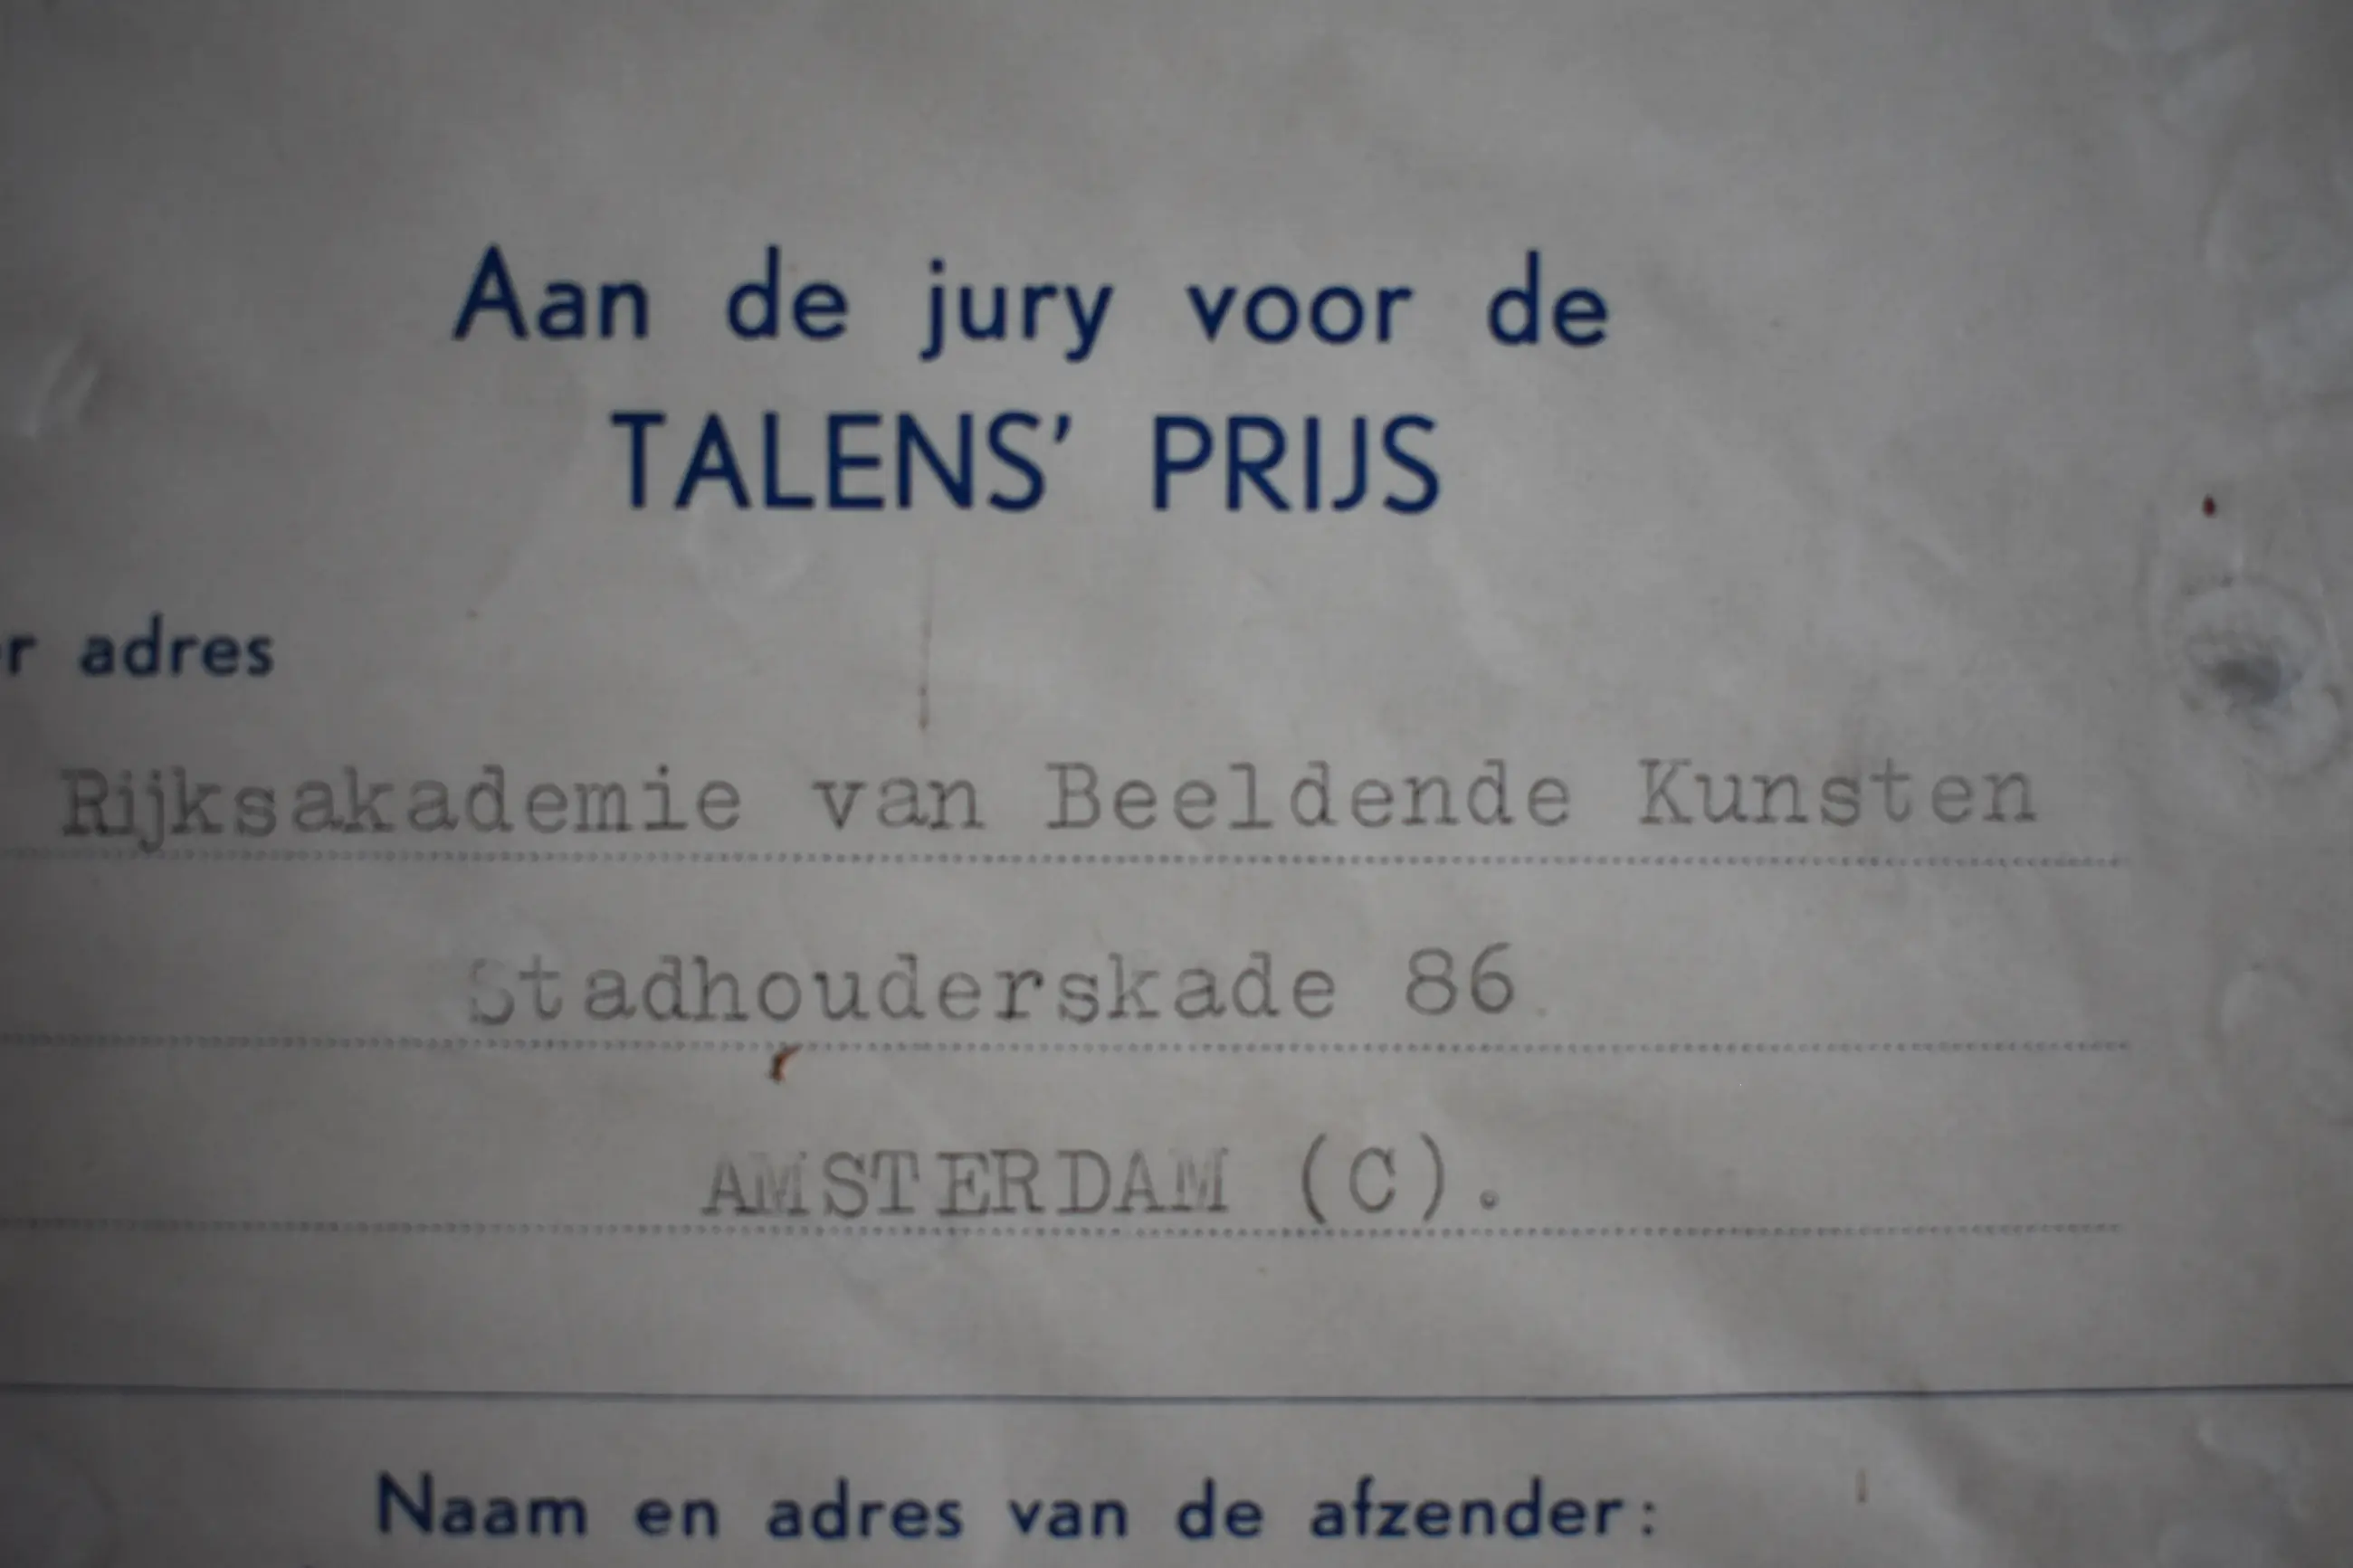 Aan de jury voor de
TALENS' PRIJS
adres
Rijksakademie van Beeldende Kunsten
Stadhouderskade 86.
AMSTERDAM (C).
Naam en adres van de afzender: